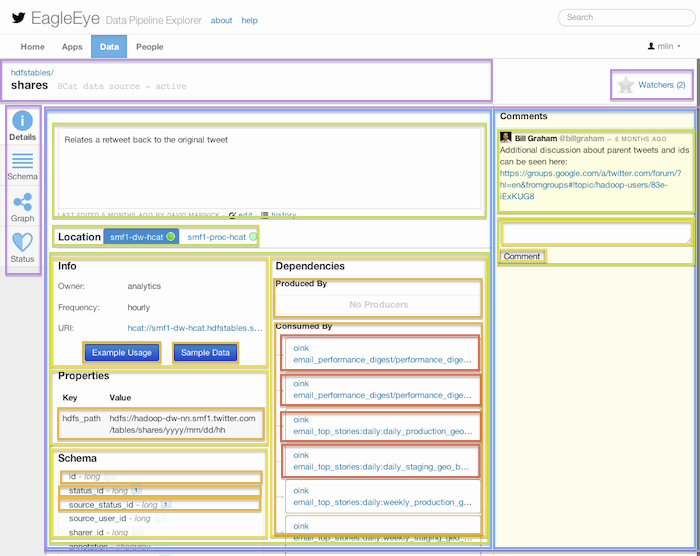 EagleEye Data Pipeline Explorer about help
Search
Home Apps Data People
mlin
hdfstables/
shares HCat data source - active
Watchers (2)
Details
Schema
Graph
Status
Relates a retweet back to the original tweet
LAST EDITED 6 MONTHS AGO BY DAVID MARWICK - edit - history
Location smf1-dw-hcat smf1-proc-hcat
Info
Owner: analytics
Frequency: hourly
URI: hcat://smf1-dw-hcat.hdfstables.s...
Example Usage Sample Data
Properties
Key Value
hdfs_path hdfs://hadoop-dw-nn.smf1.twitter.com
/tables/shares/yyyy/mm/dd/hh
Schema
id - long
status_id - long 1
source_status_id - long 1
source_user_id - long
sharer_id - long
annotation - chararray
Dependencies
Produced By
No Producers
Consumed By
oink
email_performance_digest/performance_dige...
oink
email_performance_digest/performance_dige...
oink
email_top_stories:daily:daily_production_geo...
oink
email_top_stories:daily:daily_staging_geo_b...
oink
email_top_stories:daily:weekly_production_g...
oink
email_top_stories:daily:weekly_staging_geo_...
Comments
Bill Graham @billgraham — 6 MONTHS AGO
Additional discussion about parent tweets and ids
can be seen here:
https://groups.google.com/a/twitter.com/forum/?
hl=en&fromgroups#!topic/hadoop-users/83e-
iExKUG8
Comment